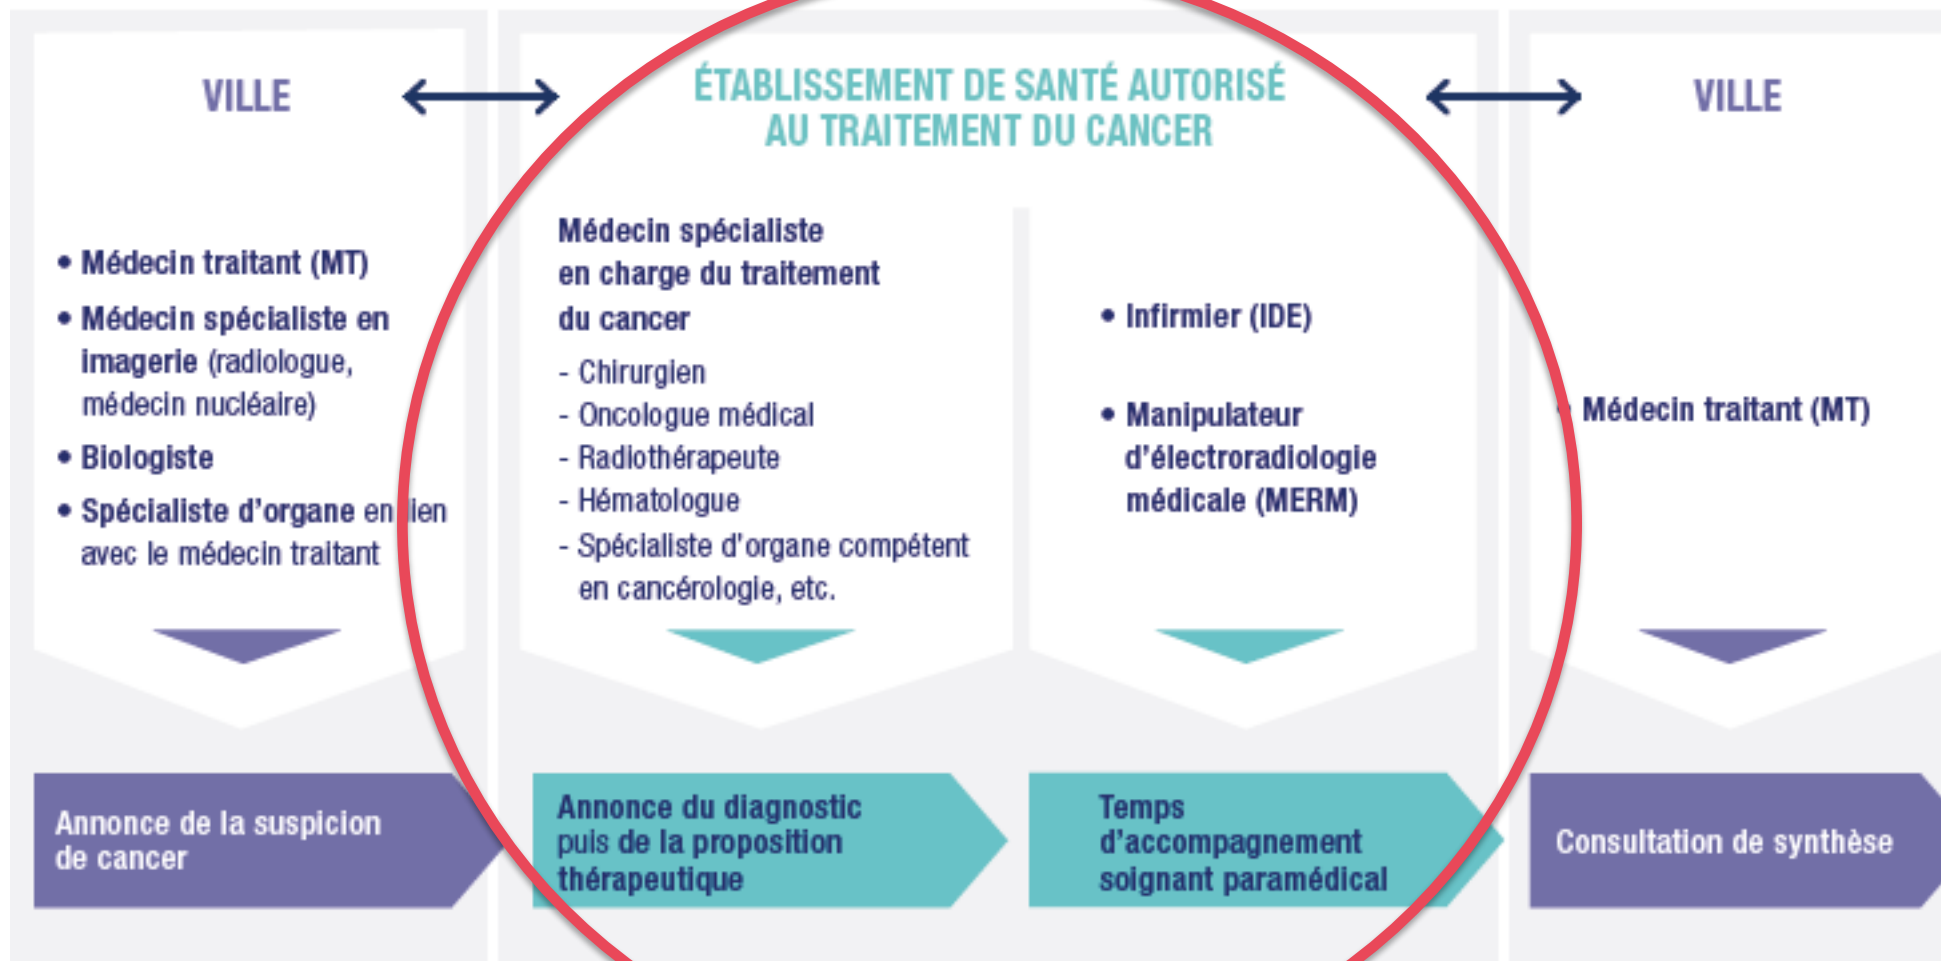 VILLE
• Médecin traitant (MT)
• Médecin spécialiste en
imagerie (radiologue,
médecin nucléaire)
• Biologiste
• Spécialiste d'organe en lien
avec le médecin traitant
Annonce de la suspicion
de cancer
ÉTABLISSEMENT DE SANTÉ AUTORISÉ
AU TRAITEMENT DU CANCER
Médecin spécialiste
en charge du traitement
du cancer
- Chirurgien
- Oncologue médical
- Radiothérapeute
- Hématologue
- Spécialiste d'organe compétent
en cancérologie, etc.
Annonce du diagnostic
puis de la proposition
thérapeutique
• Infirmier (IDE)
• Manipulateur
d'électroradiologie
médicale (MERM)
Temps
d'accompagnement
soignant paramédical
VILLE
• Médecin traitant (MT)
Consultation de synthèse